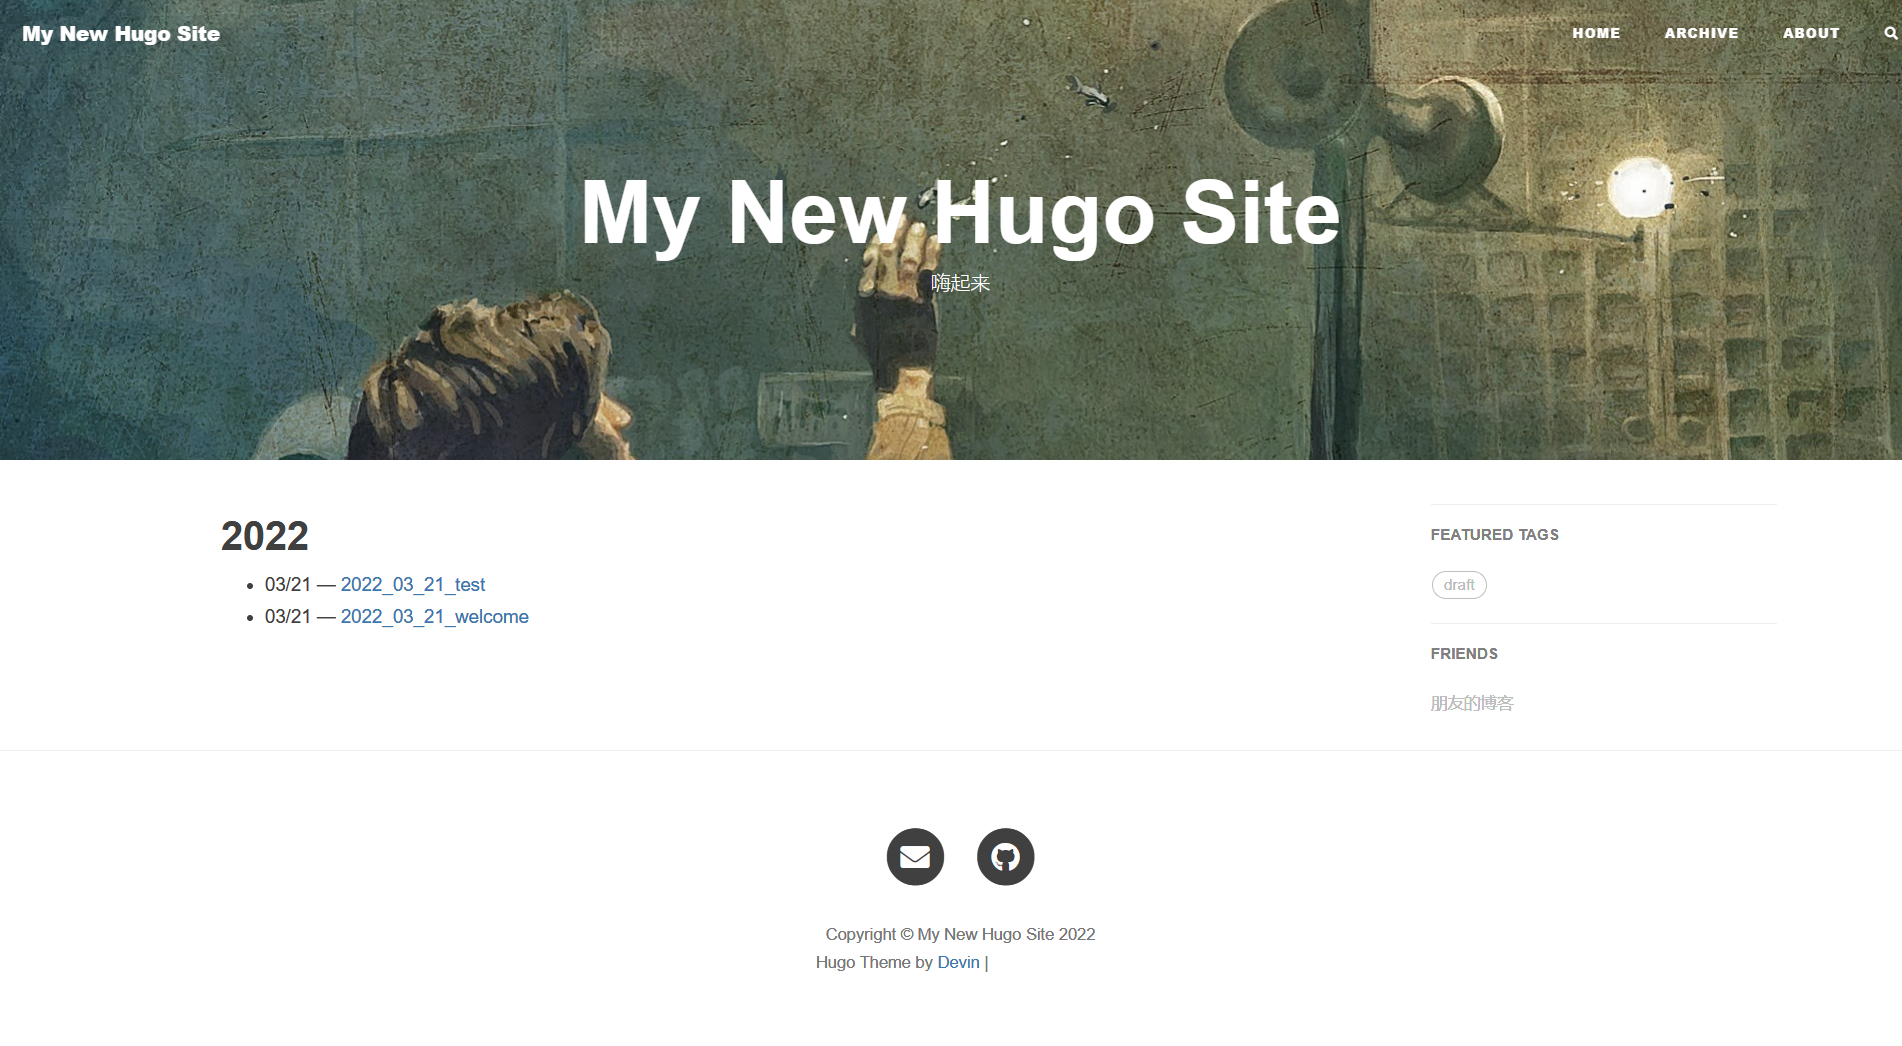 My New Hugo Site
HOME ARCHIVE ABOUT
My New Hugo Site
嗨起来
2022
03/21 — 2022_03_21_test
03/21 — 2022_03_21_welcome
FEATURED TAGS
draft
FRIENDS
朋友的博客
Copyright © My New Hugo Site 2022
Hugo Theme by Devin |